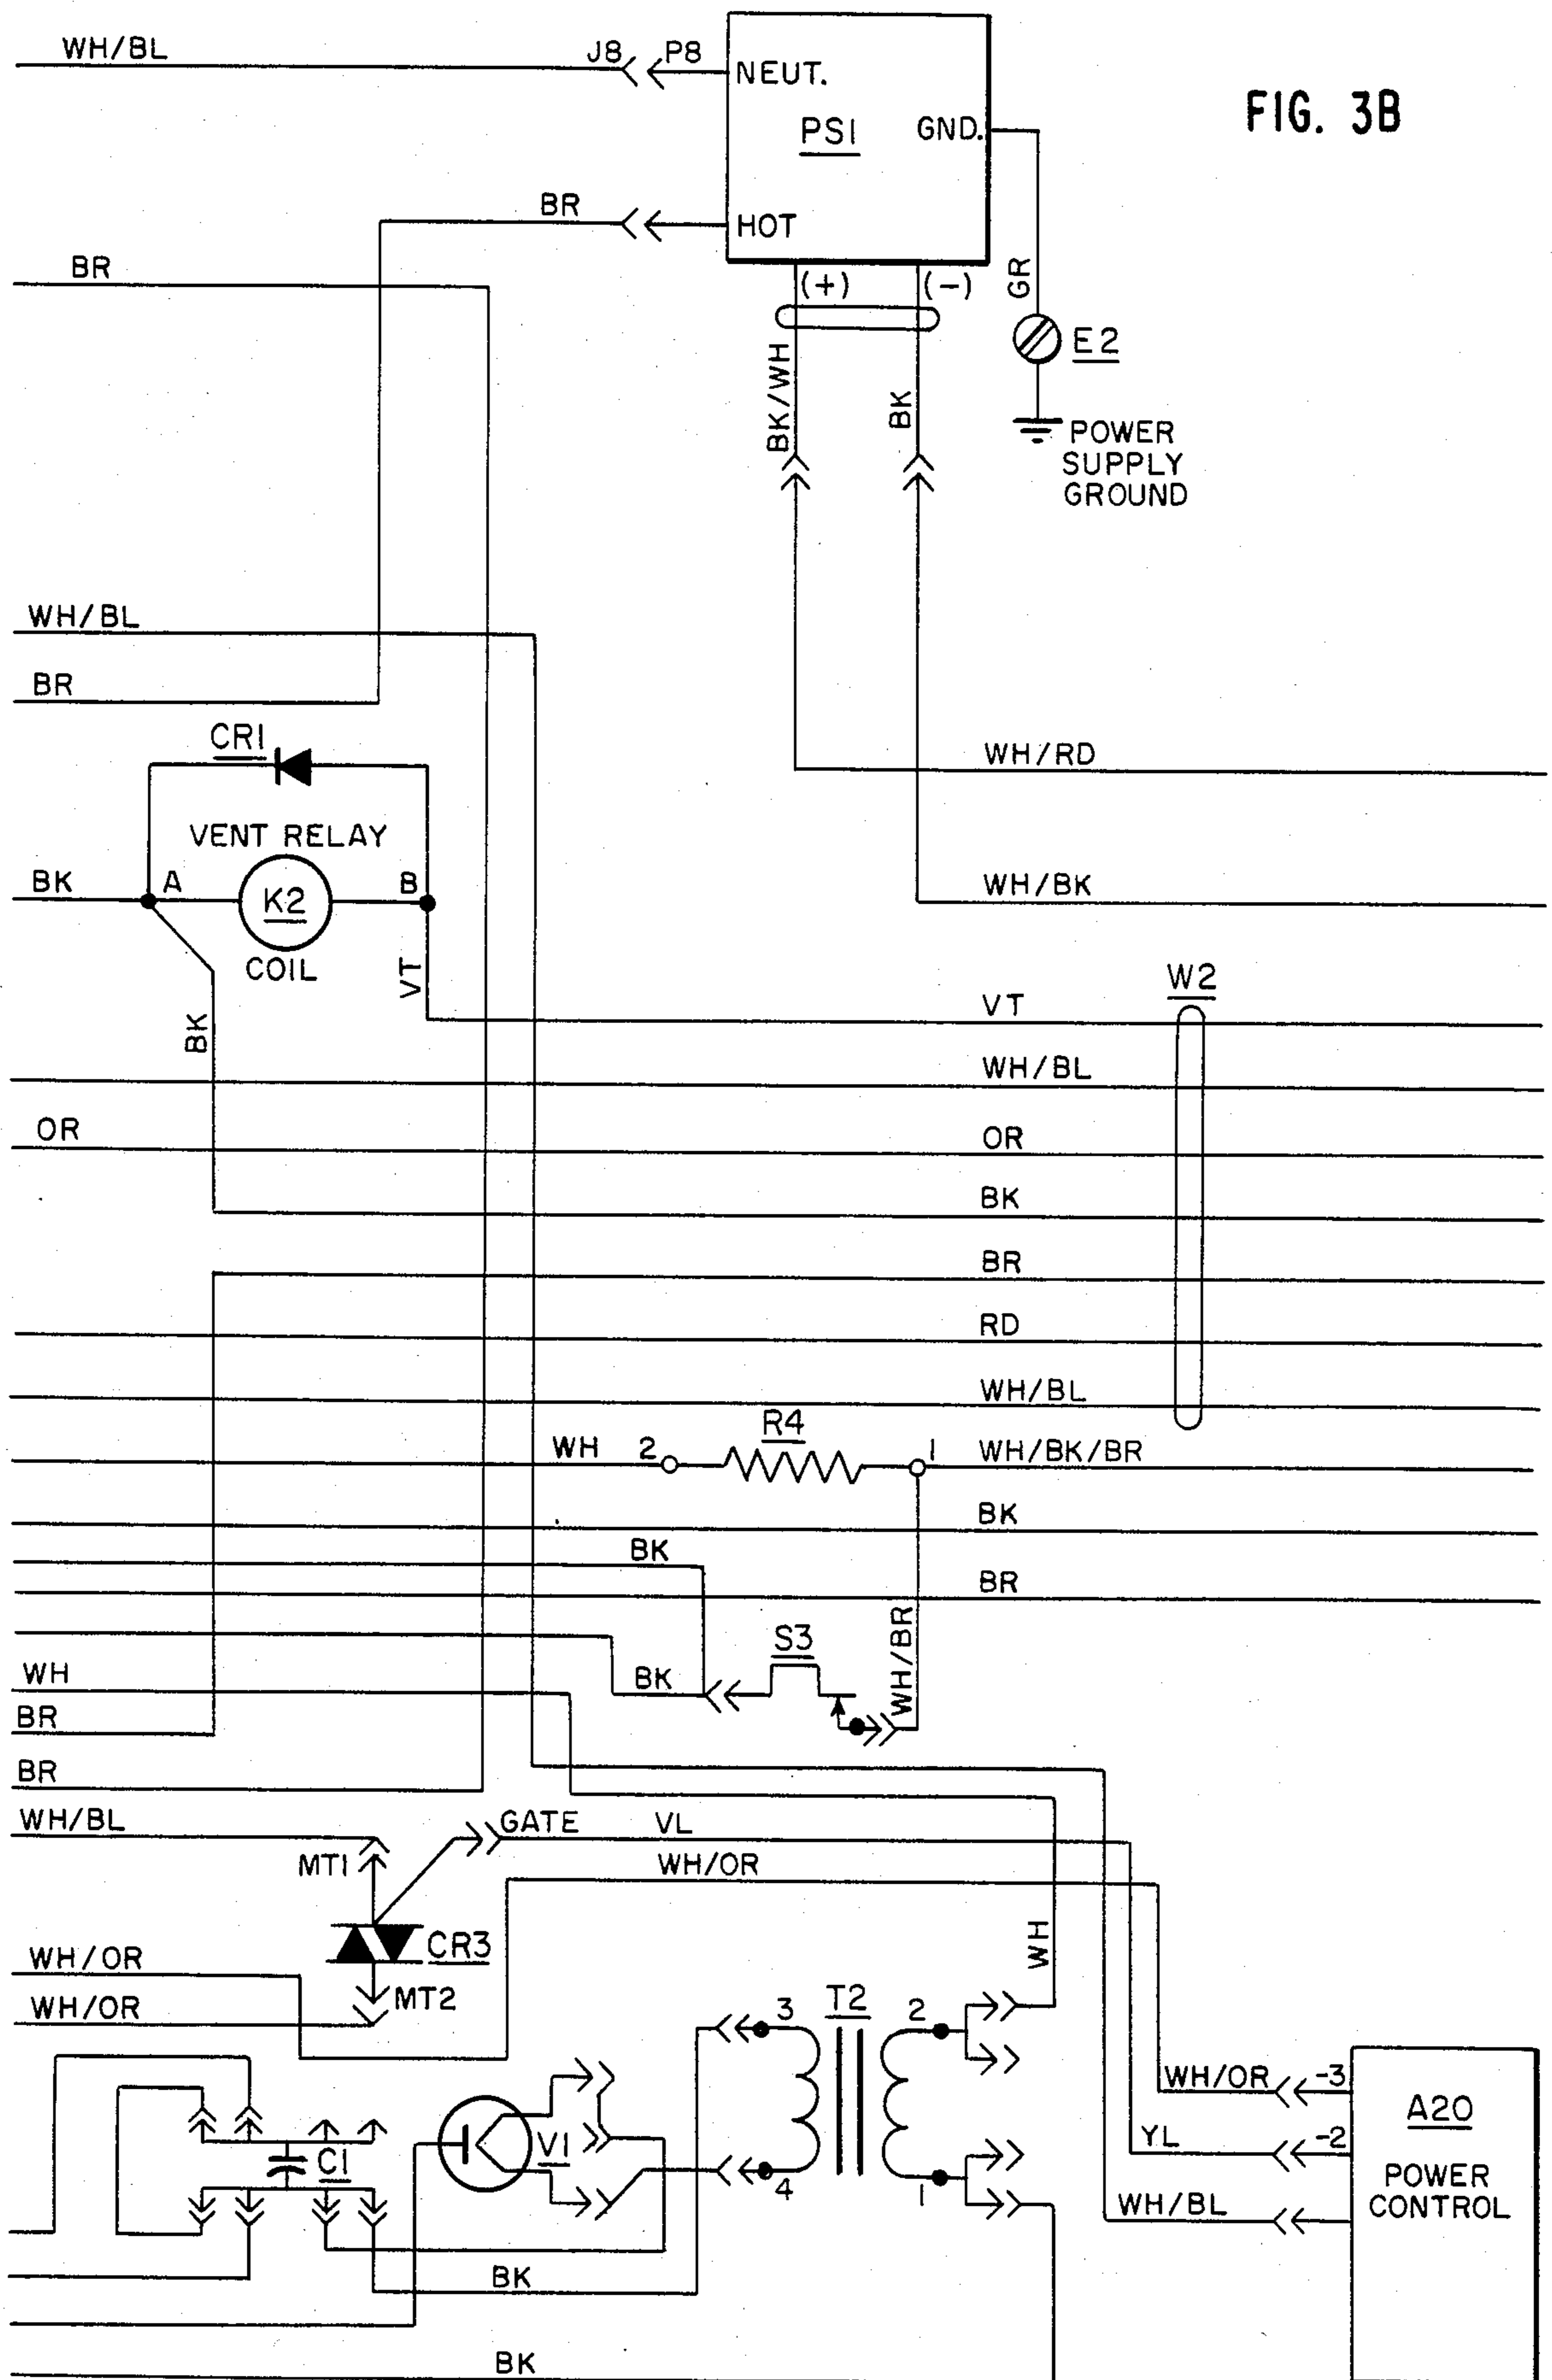 FIG. 3B
WH/BL
J8
P8
NEUT.
PS1
GND.
BR
HOT
BR
(+)
(-)
GR
E2
BK/WH
BK
POWER
SUPPLY
GROUND
WH/BL
BR
CR1
WH/RD
VENT RELAY
BK
A
K2
B
WH/BK
COIL
VT
W2
VT
BK
WH/BL
OR
OR
BK
BR
RD
WH/BL
R4
WH
2
1
WH/BK/BR
BK
BK
BR
WH/BR
S3
WH
BK
BR
BR
WH/BL
GATE
VL
MT1
WH/OR
WH
CR3
WH/OR
MT2
WH/OR
3
T2
2
WH/OR
-3
A20
V1
YL
-2
C1
4
1
POWER
CONTROL
WH/BL
BK
BK